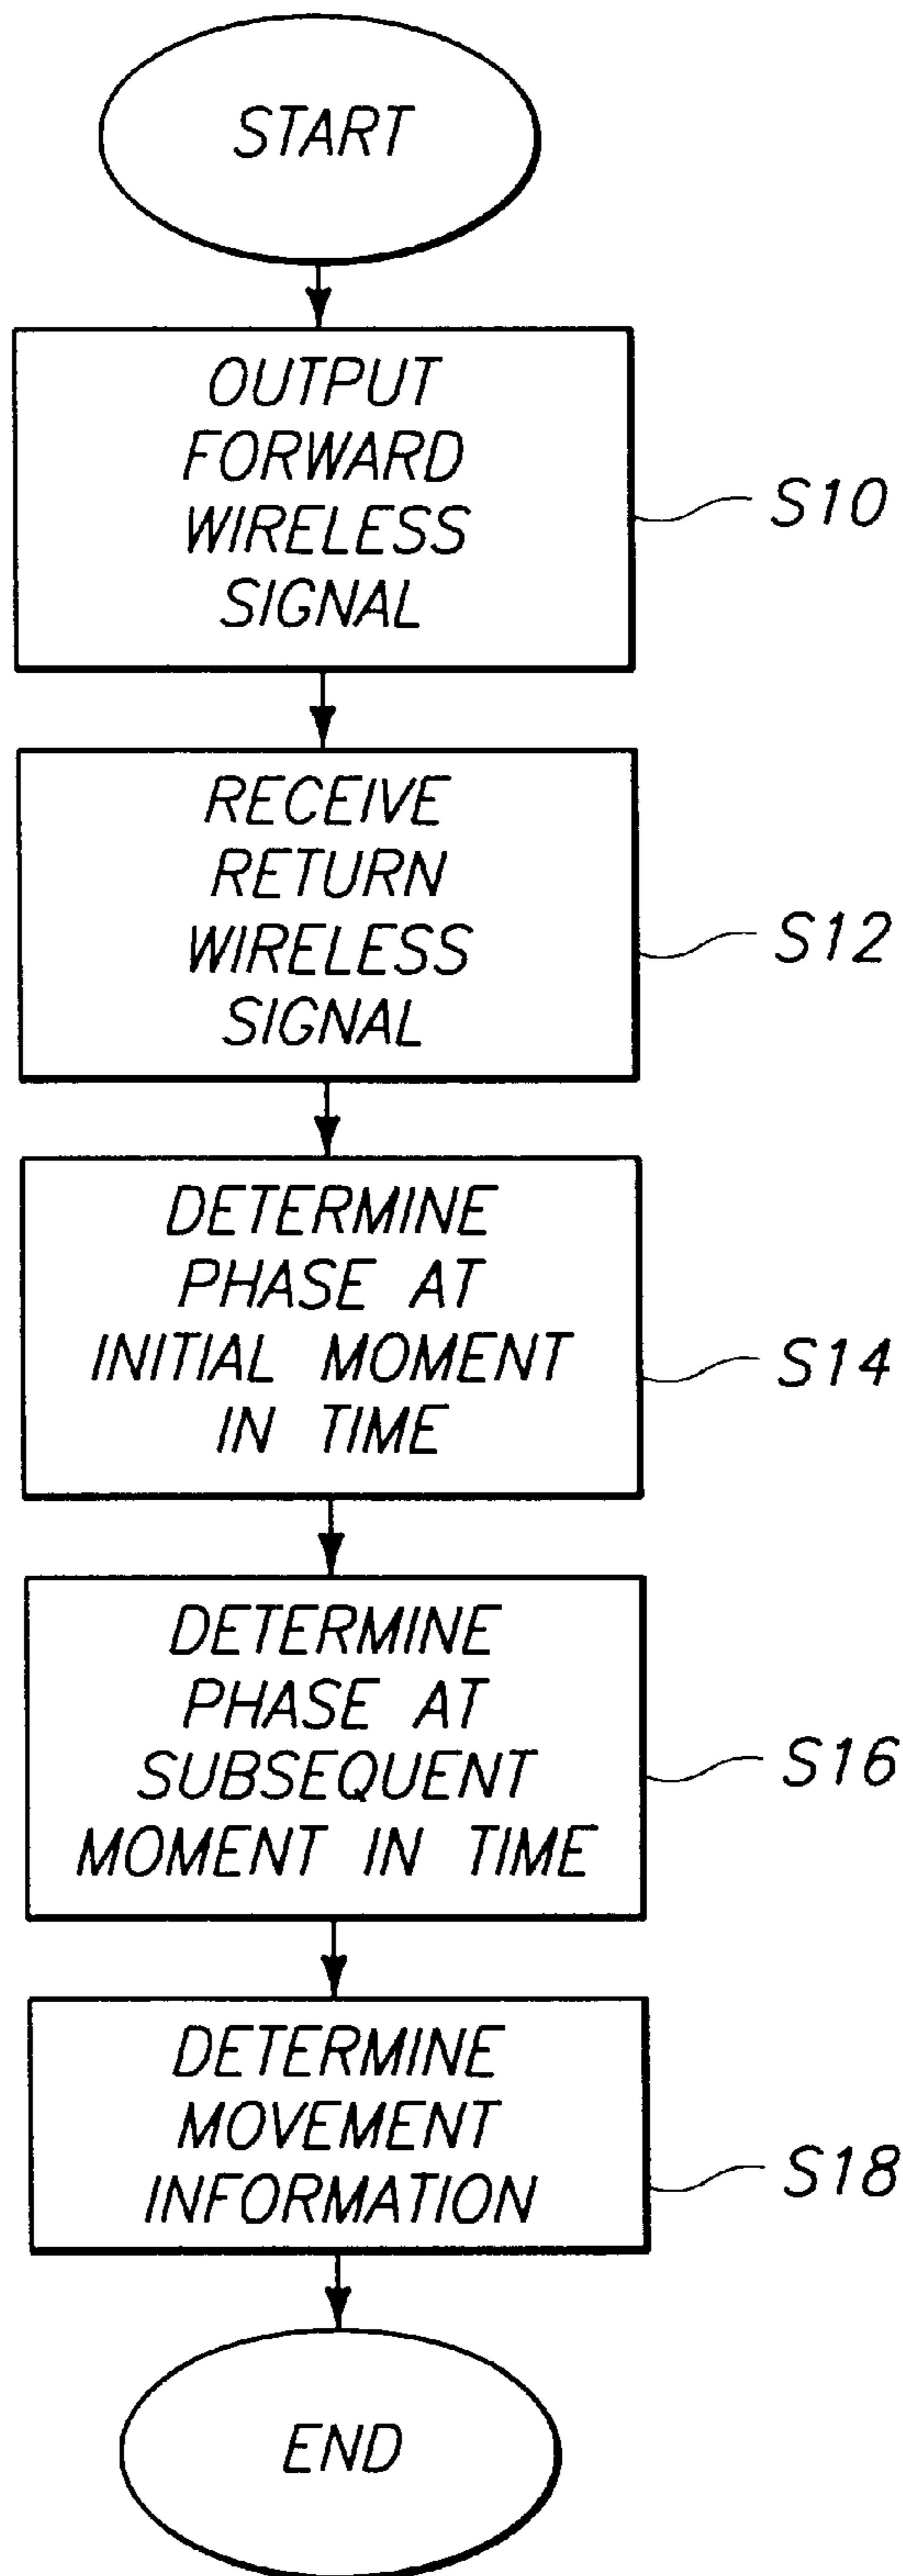 START
OUTPUT
FORWARD
WIRELESS
SIGNAL
S10
RECEIVE
RETURN
WIRELESS
SIGNAL
S12
DETERMINE
PHASE AT
INITIAL MOMENT
IN TIME
S14
DETERMINE
PHASE AT
SUBSEQUENT
MOMENT IN TIME
S16
DETERMINE
MOVEMENT
INFORMATION
S18
END